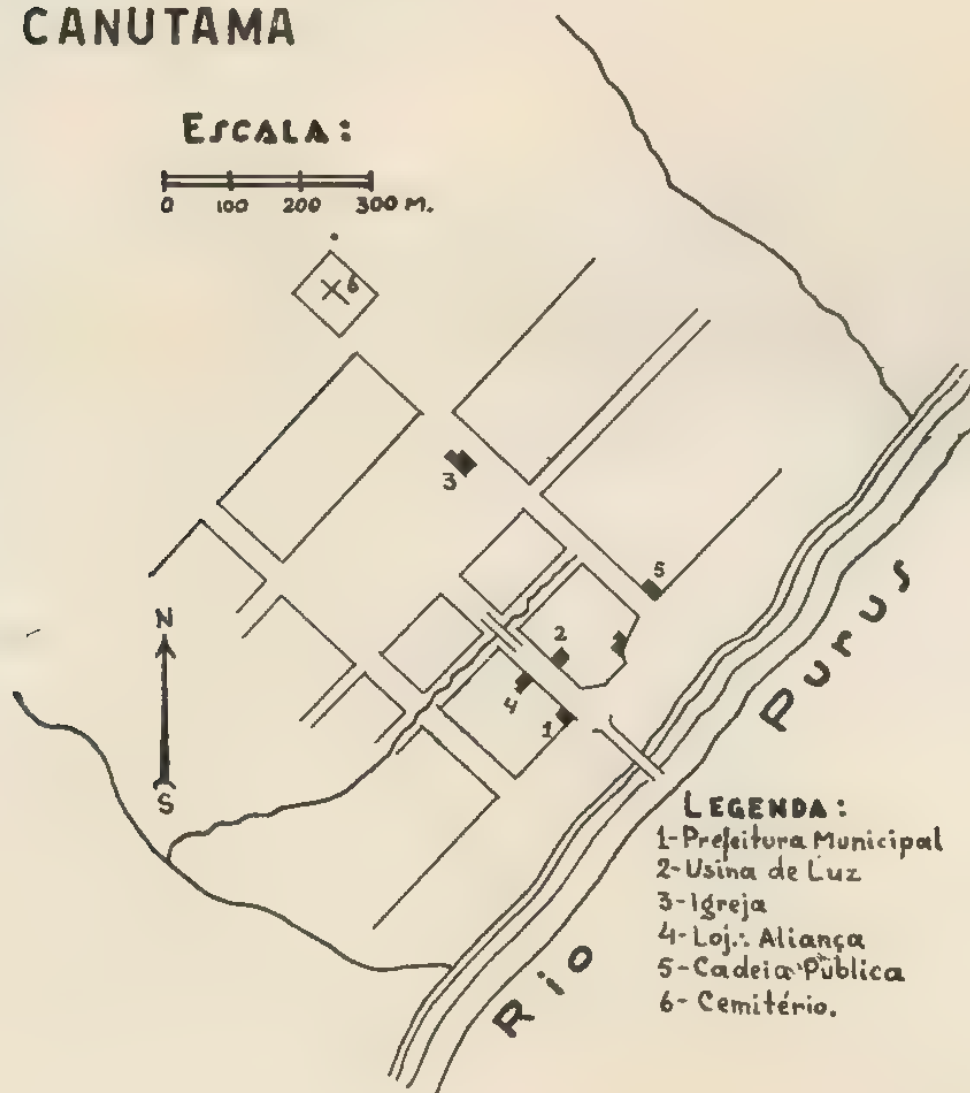 CANUTAMA
ESCALA:
0 100 200 300 M.
6
3
5
N
2
4
1
S
Rio Purus
LEGENDA:
1-Prefeitura Municipal
2-Usina de Luz
3-Igreja
4-Loj.: Aliança
5-Cadeia Pública
6-Cemitério.